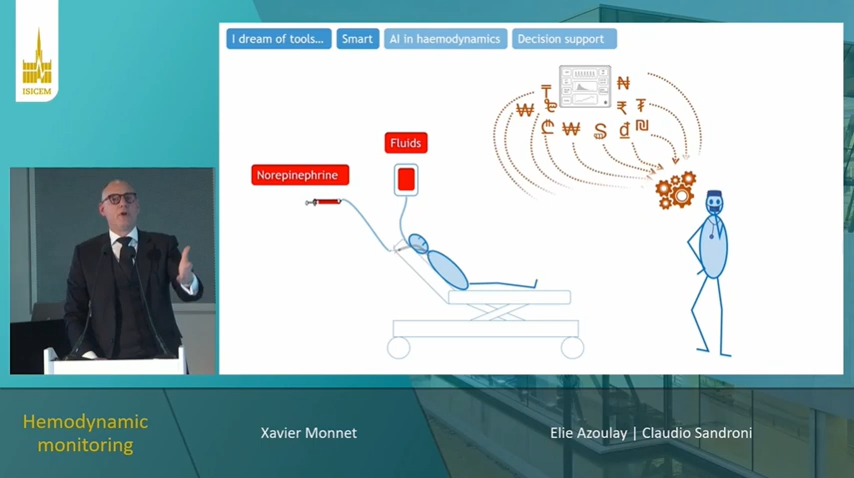 ISICEM
I dream of tools...
Smart
AI in haemodynamics
Decision support
Fluids
Norepinephrine
Hemodynamic
monitoring
Xavier Monnet
Elie Azoulay | Claudio Sandroni